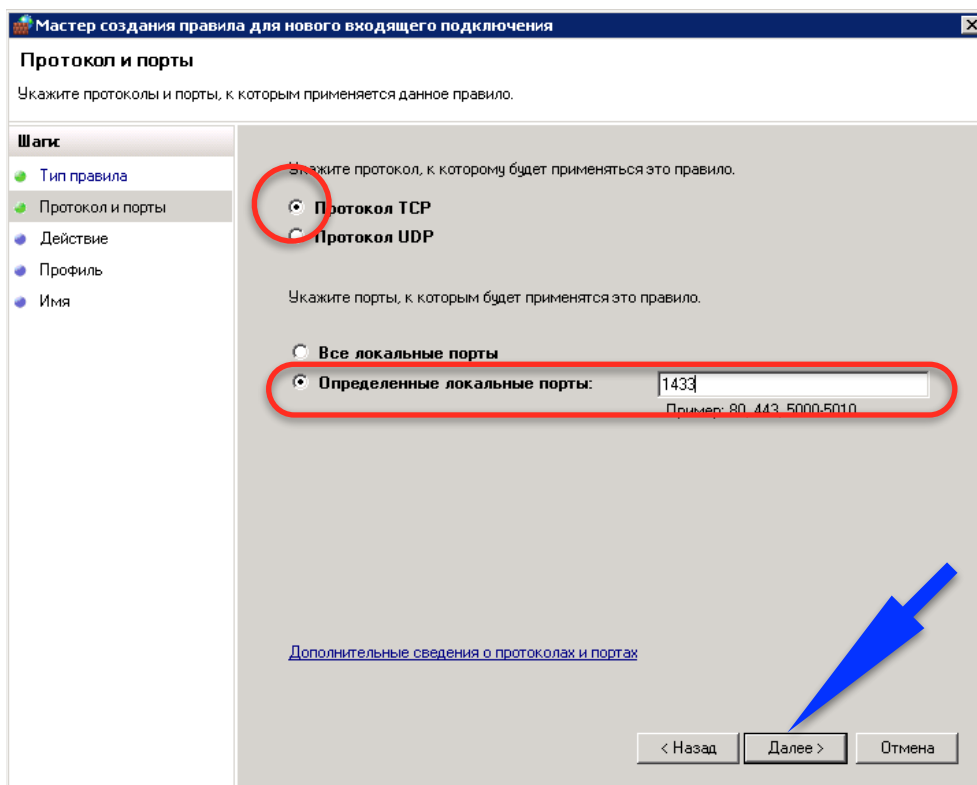 Мастер создания правила для нового входящего подключения
Протокол и порты
Укажите протоколы и порты, к которым применяется данное правило.
Шаги:
Тип правила
Протокол и порты
Действие
Профиль
Имя
Укажите протокол, к которому будет применяться это правило.
Протокол TCP
Протокол UDP
Укажите порты, к которым будет применятся это правило.
Все локальные порты
Определенные локальные порты: 1433
Пример: 80, 443, 5000-5010
Дополнительные сведения о протоколах и портах
< Назад Далее > Отмена